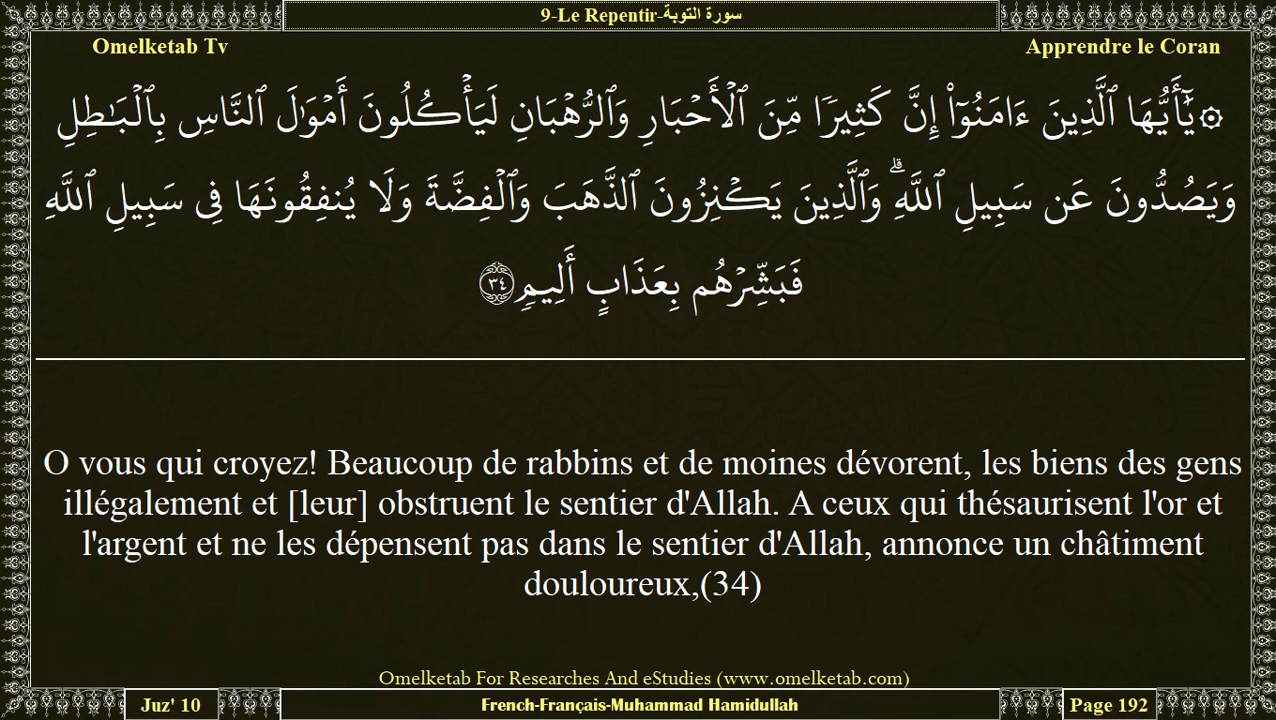 9-Le Repentir-سورة التوبة
Omelketab Tv
Apprendre le Coran
۞ يَٰٓأَيُّهَا ٱلَّذِينَ ءَامَنُوٓا۟ إِنَّ كَثِيرًا مِّنَ ٱلْأَحْبَارِ وَٱلرُّهْبَانِ لَيَأْكُلُونَ أَمْوَٰلَ ٱلنَّاسِ بِٱلْبَٰطِلِ
وَيَصُدُّونَ عَن سَبِيلِ ٱللَّهِ ۗ وَٱلَّذِينَ يَكْنِزُونَ ٱلذَّهَبَ وَٱلْفِضَّةَ وَلَا يُنفِقُونَهَا فِى سَبِيلِ ٱللَّهِ
فَبَشِّرْهُم بِعَذَابٍ أَلِيمٍ ٣٤
O vous qui croyez! Beaucoup de rabbins et de moines dévorent, les biens des gens
illégalement et [leur] obstruent le sentier d'Allah. A ceux qui thésaurisent l'or et
l'argent et ne les dépensent pas dans le sentier d'Allah, annonce un châtiment
douloureux,(34)
Omelketab For Researches And eStudies (www.omelketab.com)
Juz' 10
French-Français-Muhammad Hamidullah
Page 192